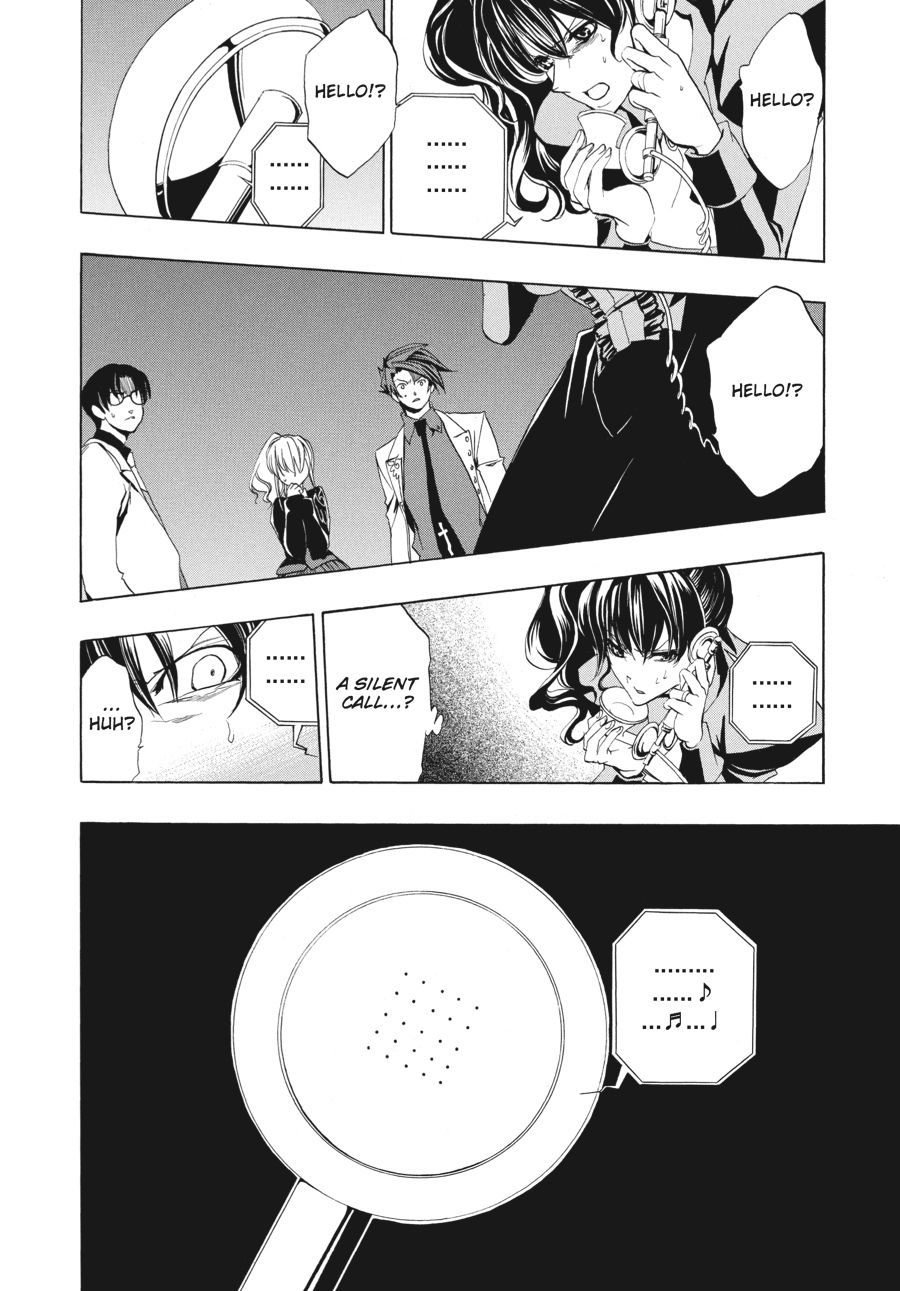 HELLO?
……
……
……
HELLO!?
……
……
HELLO!?
……
……
A SILENT
CALL...?
……
……
...
HUH?
………
……♪
...♬...♩